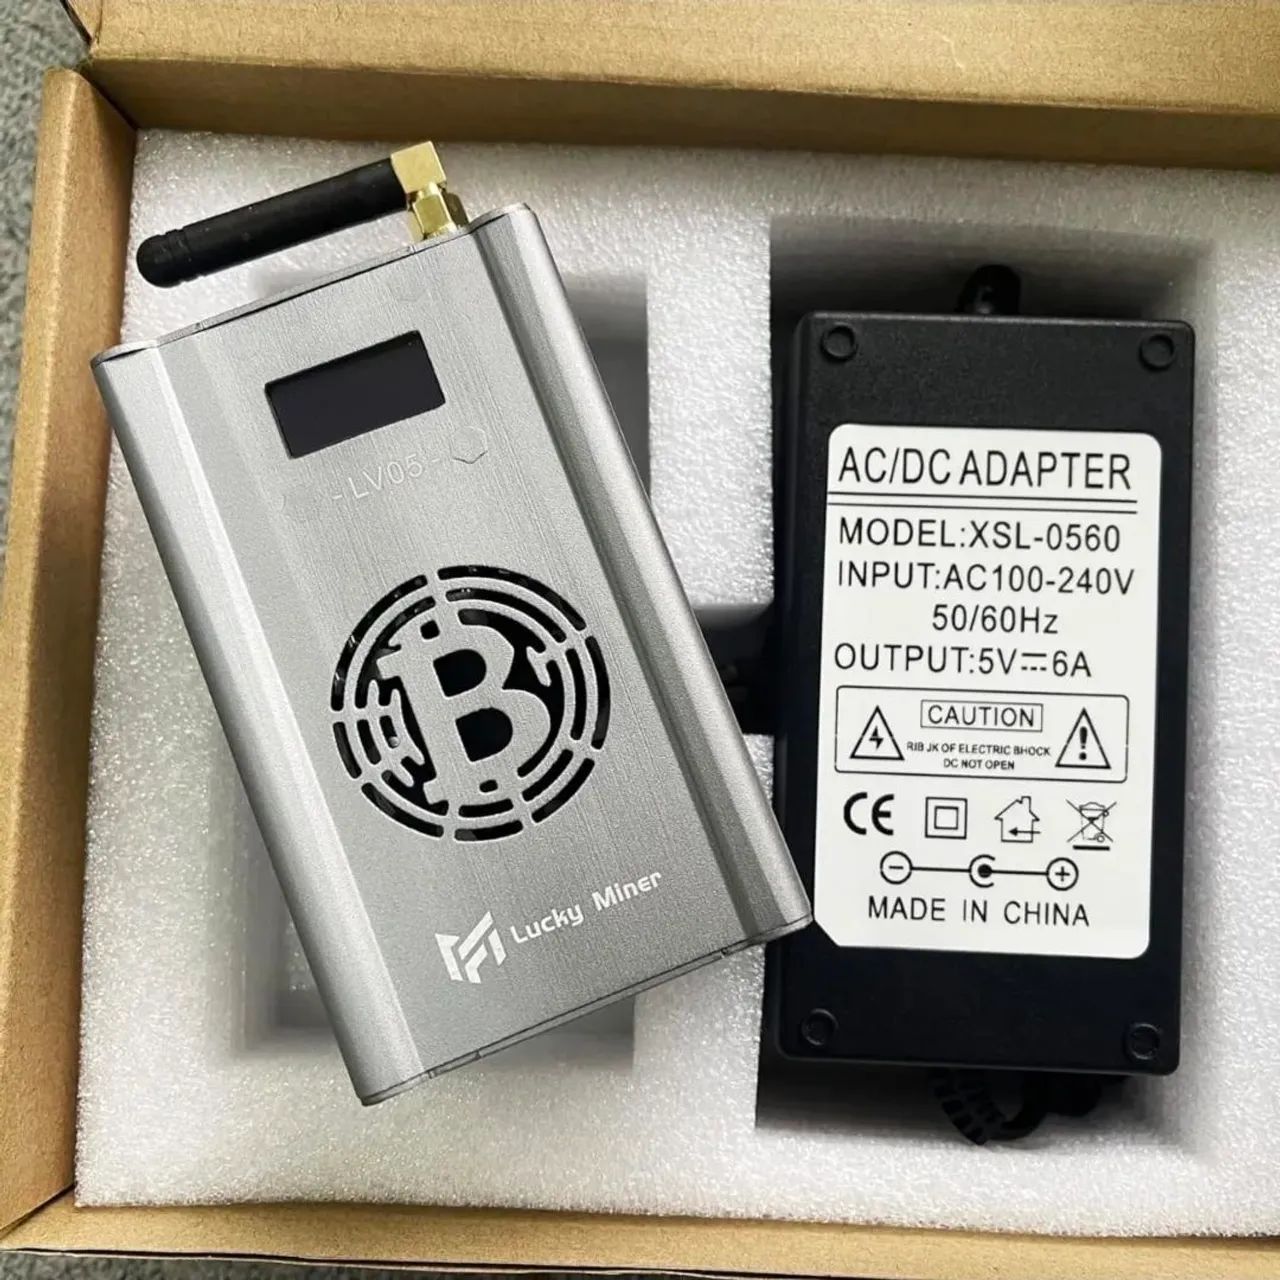 -LV05-
B
Lucky Miner
AC/DC ADAPTER
MODEL:XSL-0560
INPUT:AC100-240V
50/60Hz
OUTPUT:5V⎓6A
CAUTION
RIB JK OF ELECTRIC BHOCK
DC NOT OPEN
CE
MADE IN CHINA